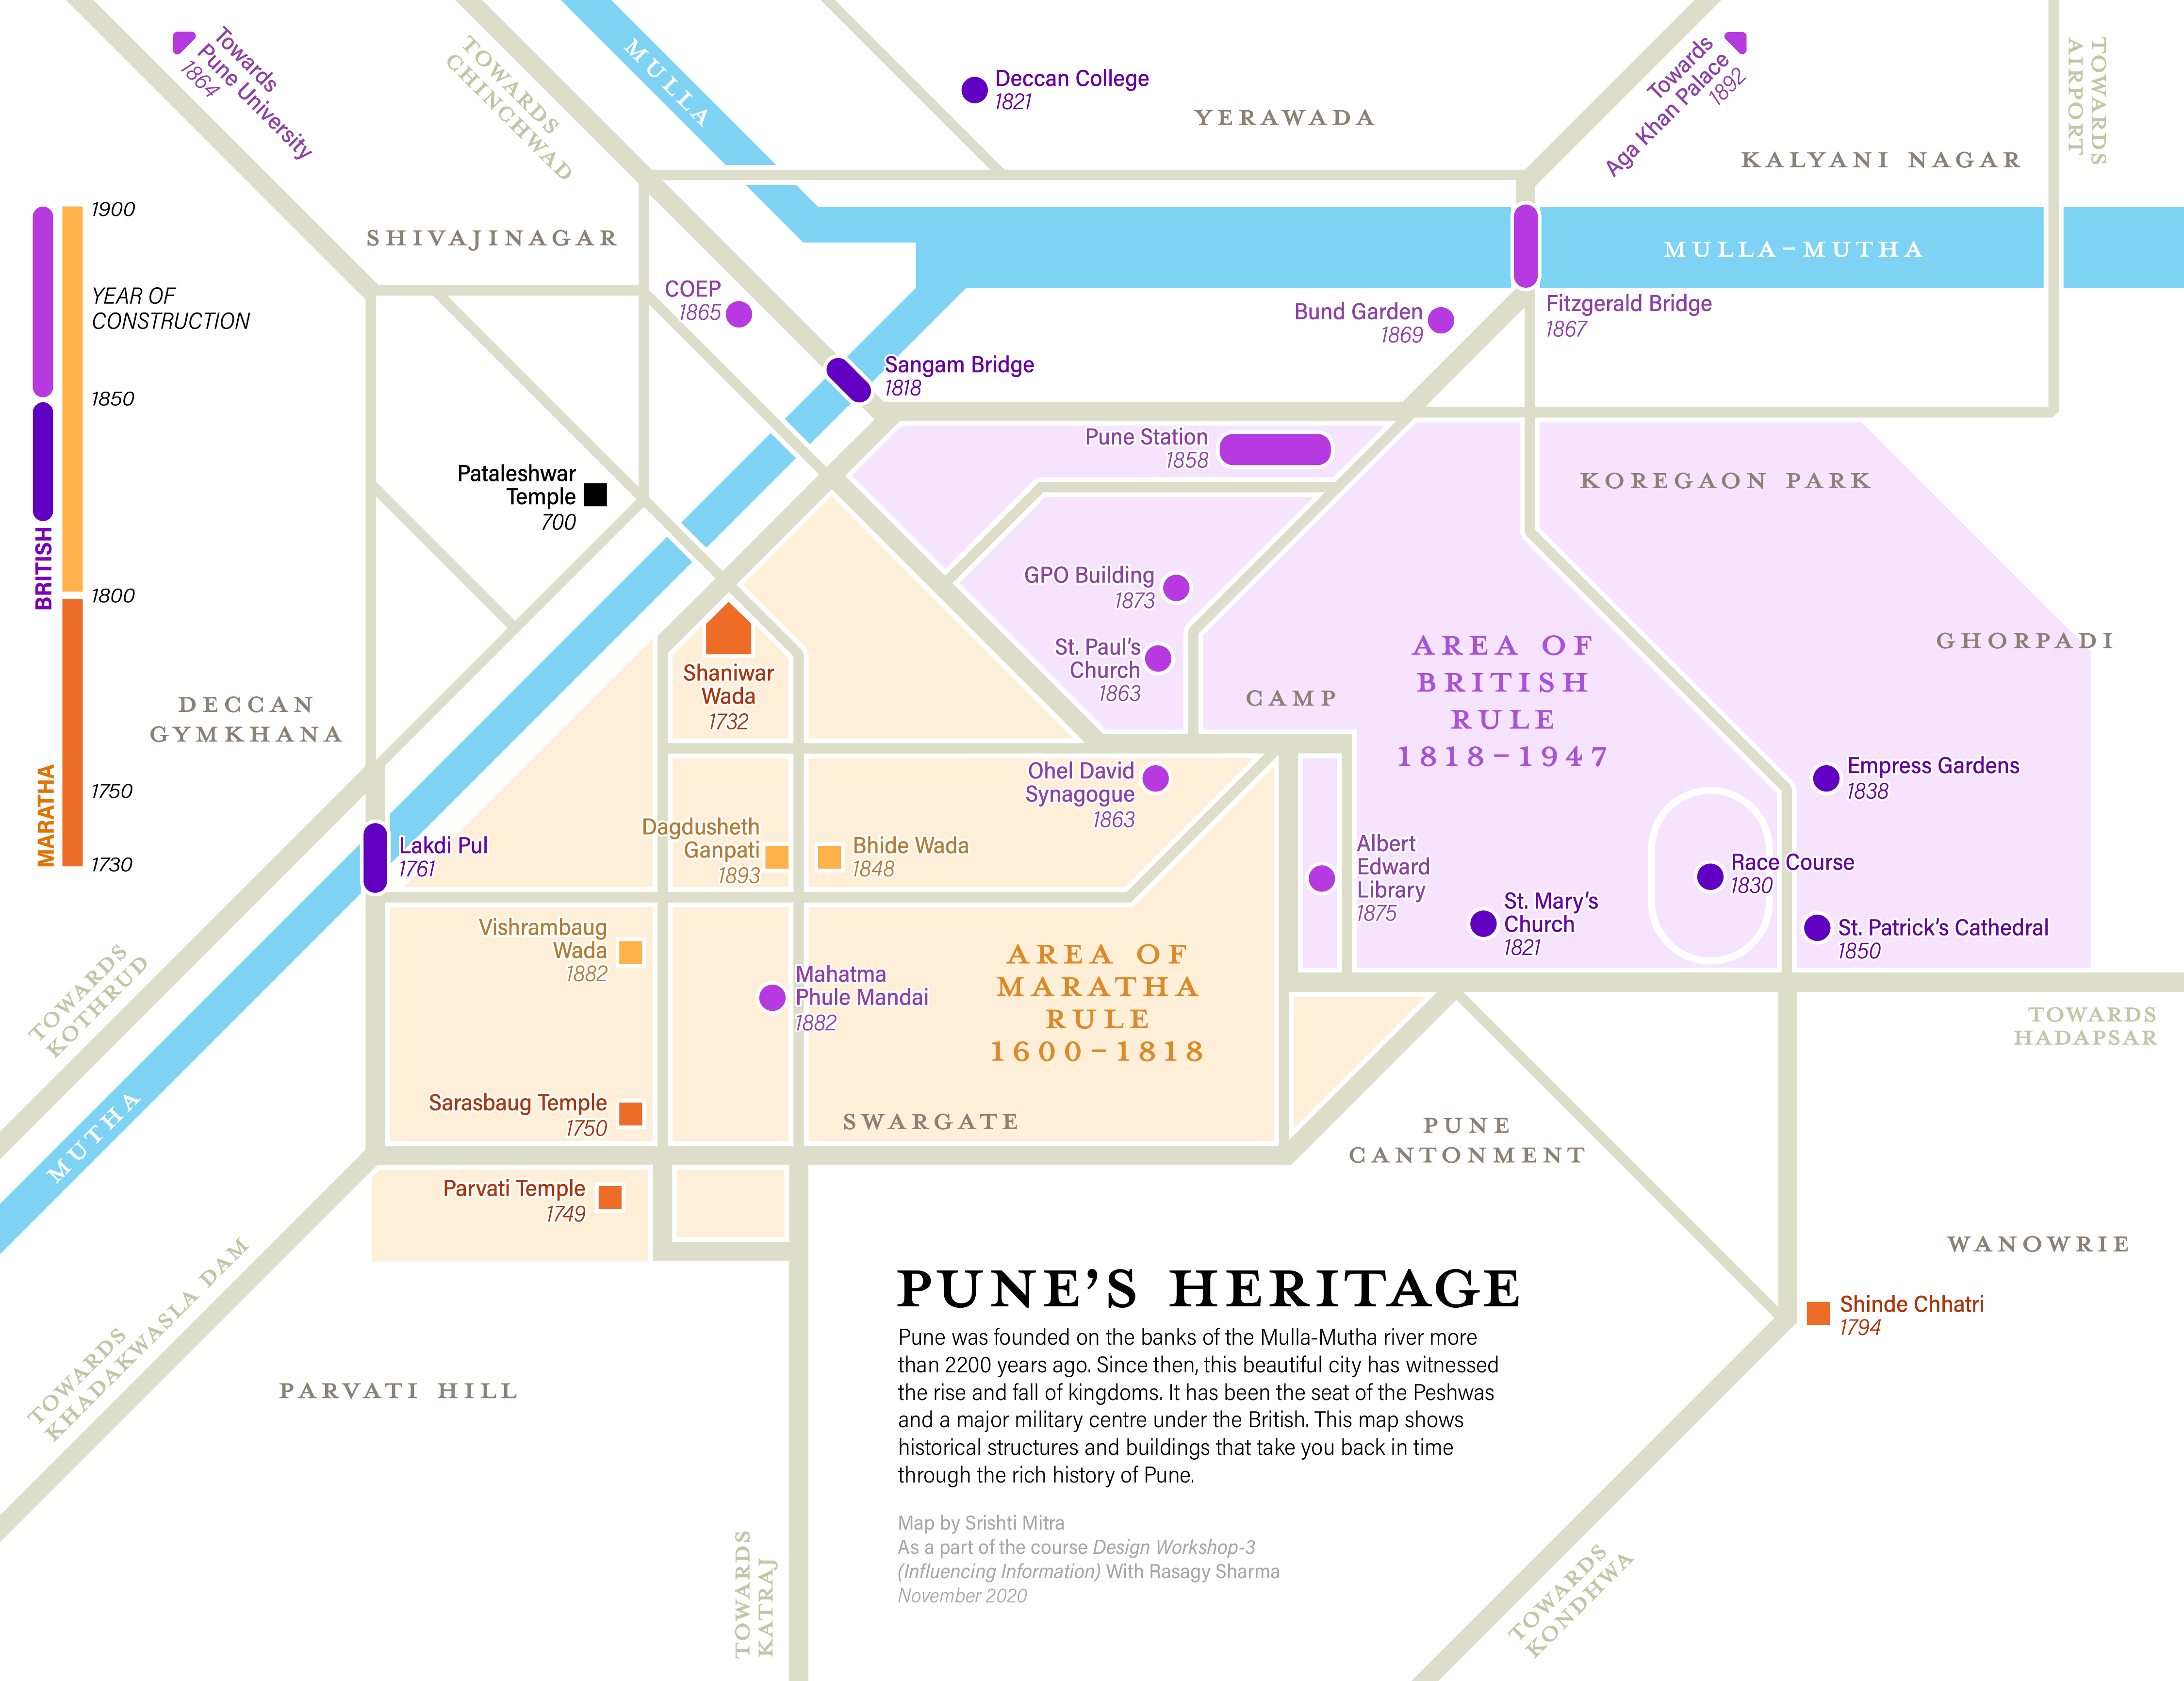 Towards
Pune University
1864
TOWARDS
CHINCHWAD
MULLA
Deccan College
1821
YERAWADA
Towards
Aga Khan Palace
1892
KALYANI NAGAR
TOWARDS
AIRPORT
1900
YEAR OF
CONSTRUCTION
1850
1800
1750
1730
BRITISH
MARATHA
SHIVAJINAGAR
COEP
1865
MULLA-MUTHA
Bund Garden
1869
Fitzgerald Bridge
1867
Sangam Bridge
1818
Pune Station
1858
KOREGAON PARK
Pataleshwar
Temple
700
GPO Building
1873
St. Paul's
Church
1863
CAMP
AREA OF
BRITISH
RULE
1818–1947
GHORPADI
Shaniwar
Wada
1732
DECCAN
GYMKHANA
Ohel David
Synagogue
1863
Empress Gardens
1838
Lakdi Pul
1761
Dagdusheth
Ganpati
1893
Bhide Wada
1848
Albert
Edward
Library
1875
Race Course
1830
St. Mary's
Church
1821
St. Patrick's Cathedral
1850
Vishrambaug
Wada
1882
Mahatma
Phule Mandai
1882
AREA OF
MARATHA
RULE
1600–1818
TOWARDS
KOTHRUD
TOWARDS
HADAPSAR
MUTHA
Sarasbaug Temple
1750
SWARGATE
PUNE
CANTONMENT
Parvati Temple
1749
WANOWRIE
Shinde Chhatri
1794
TOWARDS
KHADAKWASLA DAM
PARVATI HILL
PUNE'S HERITAGE
Pune was founded on the banks of the Mulla-Mutha river more
than 2200 years ago. Since then, this beautiful city has witnessed
the rise and fall of kingdoms. It has been the seat of the Peshwas
and a major military centre under the British. This map shows
historical structures and buildings that take you back in time
through the rich history of Pune.
Map by Srishti Mitra
As a part of the course Design Workshop-3
(Influencing Information) With Rasagy Sharma
November 2020
TOWARDS
KATRAJ
TOWARDS
KONDHWA